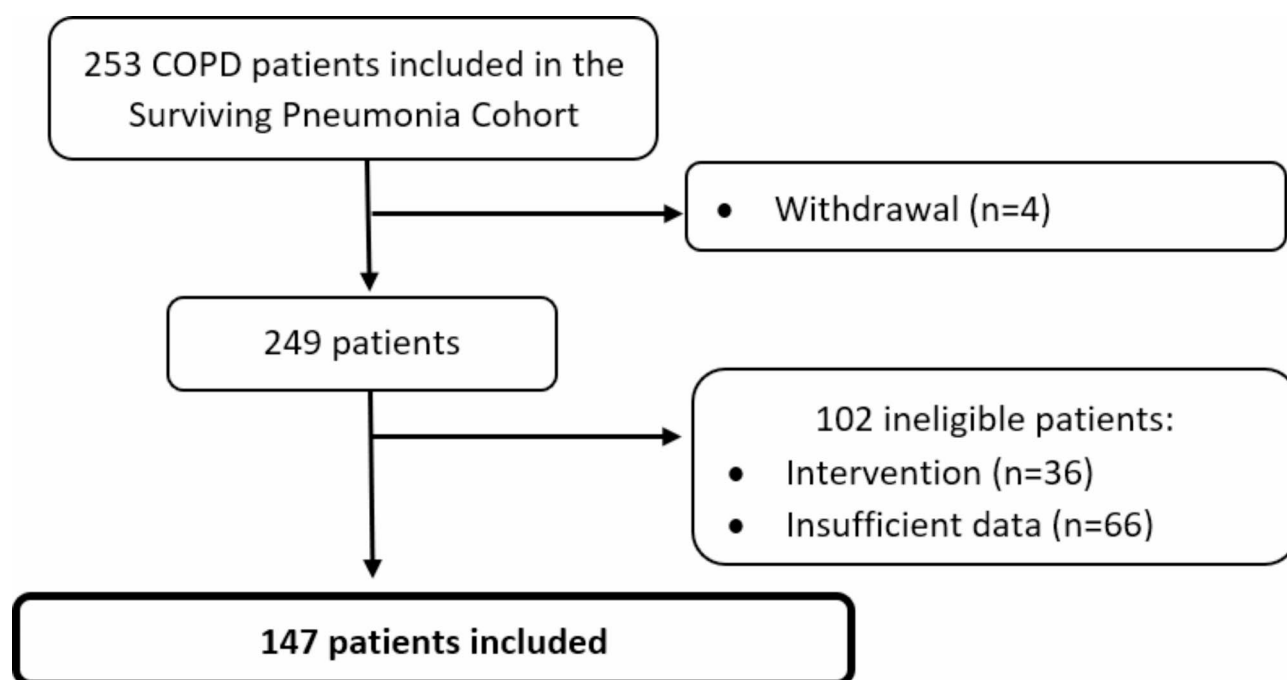 253 COPD patients included in the
Surviving Pneumonia Cohort
• Withdrawal (n=4)
249 patients
102 ineligible patients:
• Intervention (n=36)
• Insufficient data (n=66)
147 patients included